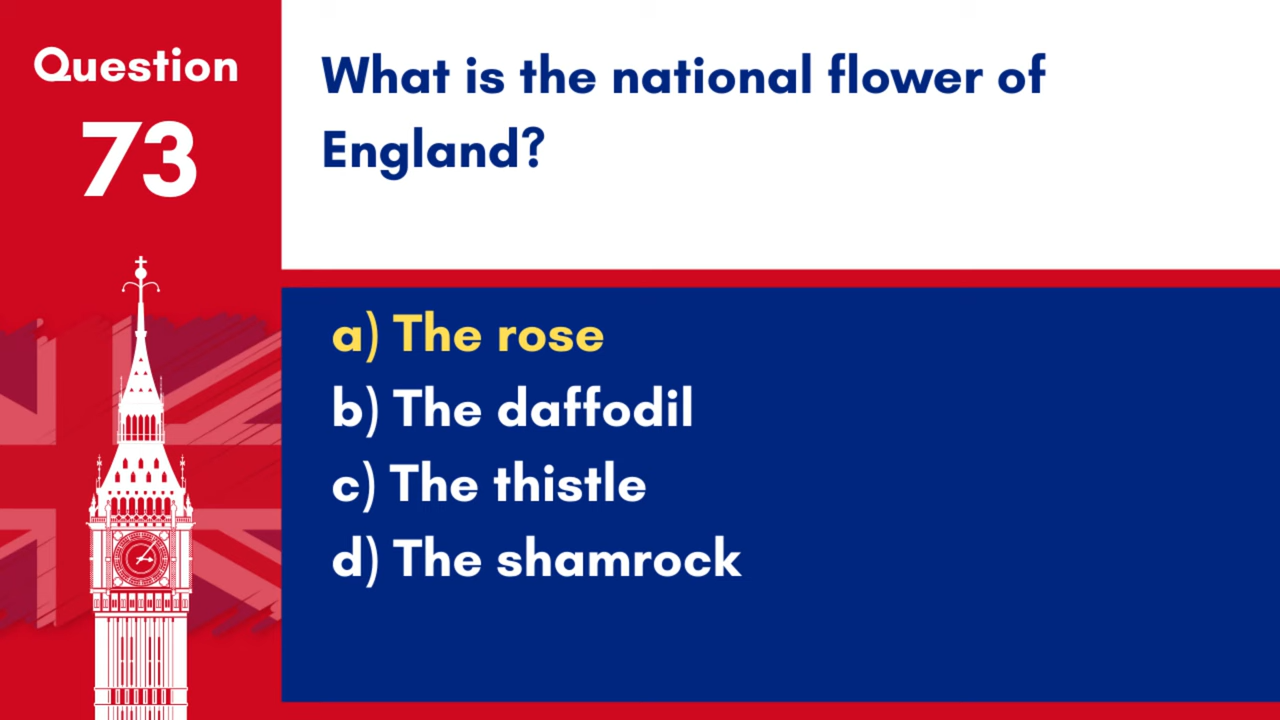 Question
73
What is the national flower of
England?
a) The rose
b) The daffodil
c) The thistle
d) The shamrock